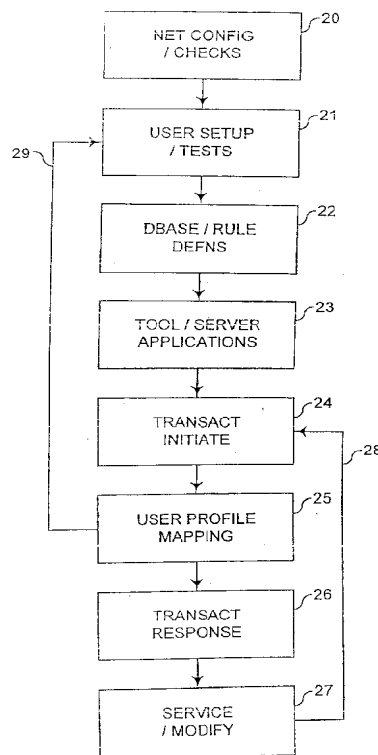 NET CONFIG
/ CHECKS
20
USER SETUP
/ TESTS
21
29
DBASE / RULE
DEFNS
22
TOOL / SERVER
APPLICATIONS
23
TRANSACT
INITIATE
24
28
USER PROFILE
MAPPING
25
TRANSACT
RESPONSE
26
SERVICE
/ MODIFY
27